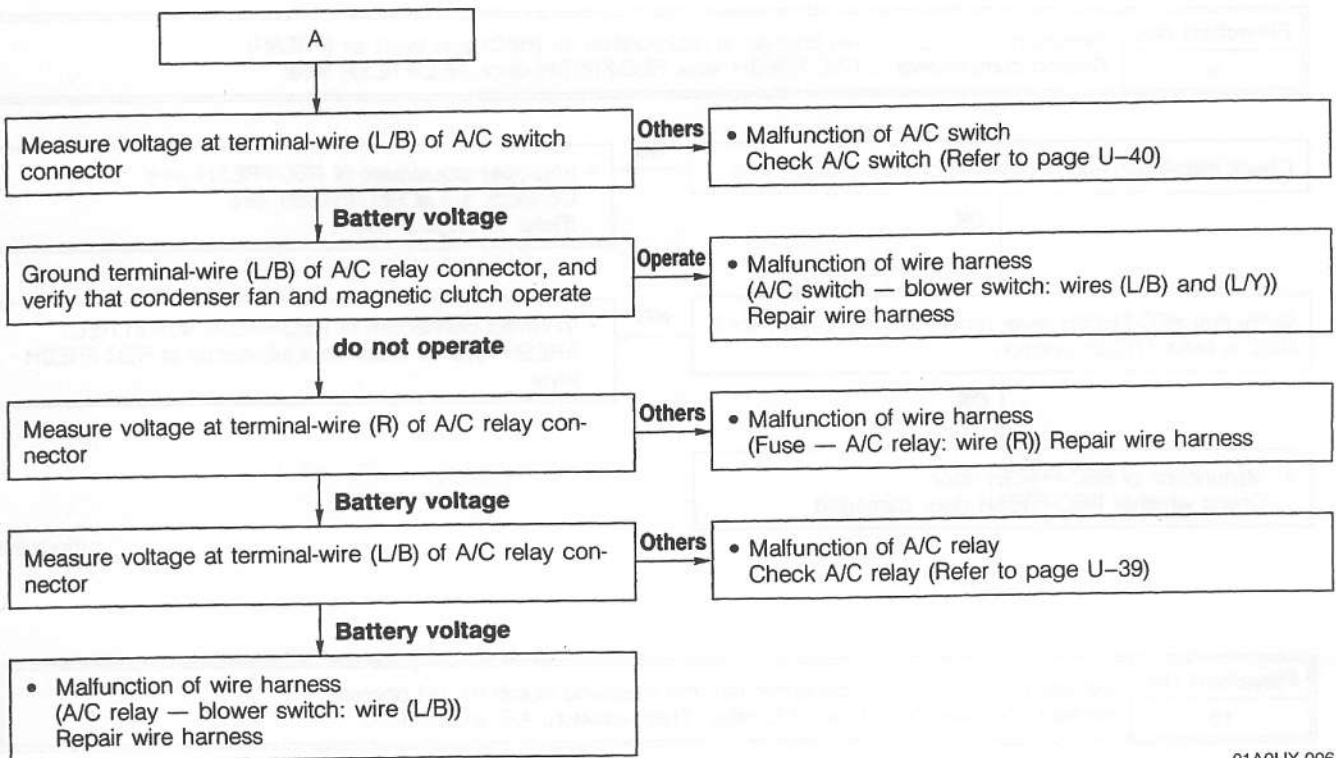 A
Measure voltage at terminal-wire (L/B) of A/C switch
connector
Others
• Malfunction of A/C switch
Check A/C switch (Refer to page U–40)
Battery voltage
Ground terminal-wire (L/B) of A/C relay connector, and
verify that condenser fan and magnetic clutch operate
Operate
• Malfunction of wire harness
(A/C switch — blower switch: wires (L/B) and (L/Y))
Repair wire harness
do not operate
Measure voltage at terminal-wire (R) of A/C relay con-
nector
Others
• Malfunction of wire harness
(Fuse — A/C relay: wire (R)) Repair wire harness
Battery voltage
Measure voltage at terminal-wire (L/B) of A/C relay con-
nector
Others
• Malfunction of A/C relay
Check A/C relay (Refer to page U–39)
Battery voltage
• Malfunction of wire harness
(A/C relay — blower switch: wire (L/B))
Repair wire harness